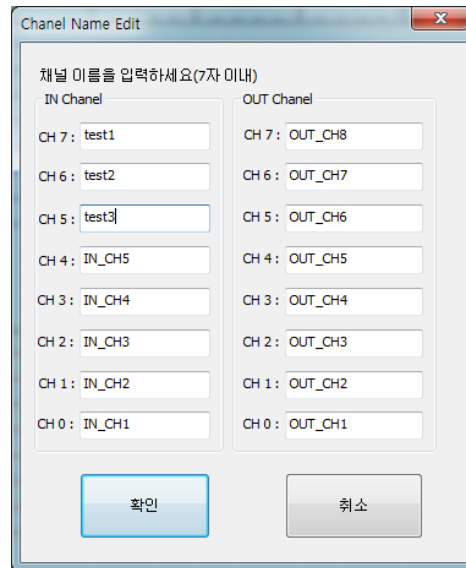 Chanel Name Edit
채널 이름을 입력하세요(7자 이내)
IN Chanel
CH 7 : test1
CH 6 : test2
CH 5 : test3
CH 4 : IN_CH5
CH 3 : IN_CH4
CH 2 : IN_CH3
CH 1 : IN_CH2
CH 0 : IN_CH1
OUT Chanel
CH 7 : OUT_CH8
CH 6 : OUT_CH7
CH 5 : OUT_CH6
CH 4 : OUT_CH5
CH 3 : OUT_CH4
CH 2 : OUT_CH3
CH 1 : OUT_CH2
CH 0 : OUT_CH1
확인
취소